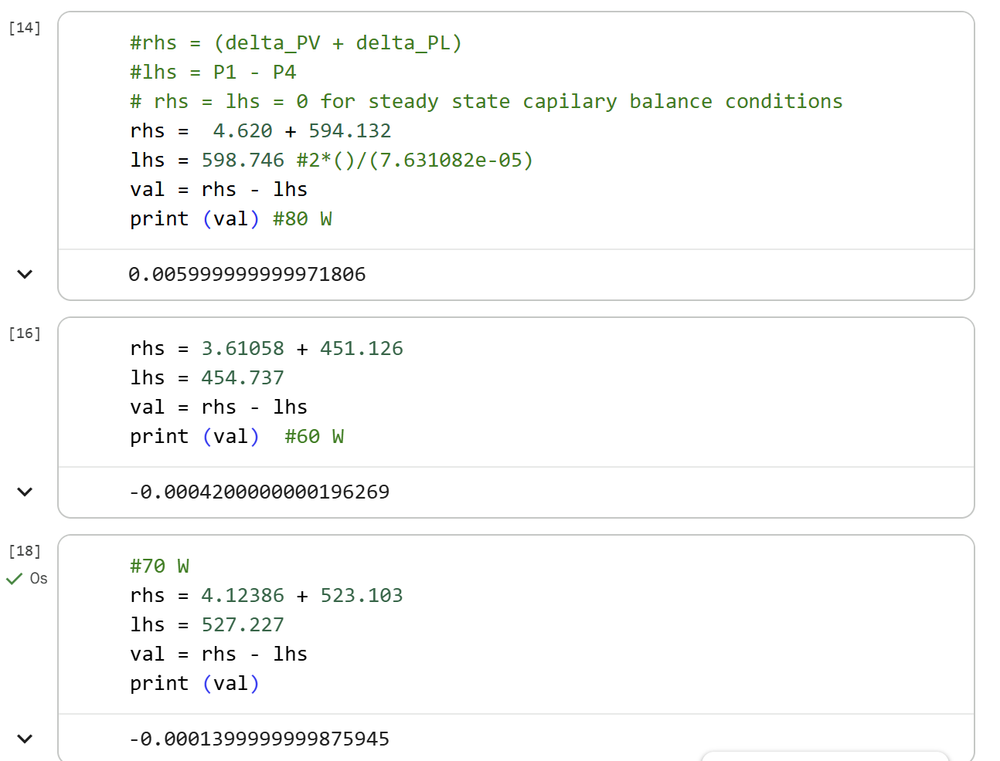 [14]
#rhs = (delta_PV + delta_PL)
#lhs = P1 - P4
# rhs = lhs = 0 for steady state capilary balance conditions
rhs =  4.620 + 594.132
lhs = 598.746 #2*()/(7.631082e-05)
val = rhs - lhs
print (val) #80 W
0.005999999999971806
[16]
rhs = 3.61058 + 451.126
lhs = 454.737
val = rhs - lhs
print (val)  #60 W
-0.0004200000000196269
[18]
0s
#70 W
rhs = 4.12386 + 523.103
lhs = 527.227
val = rhs - lhs
print (val)
-0.0001399999999875945